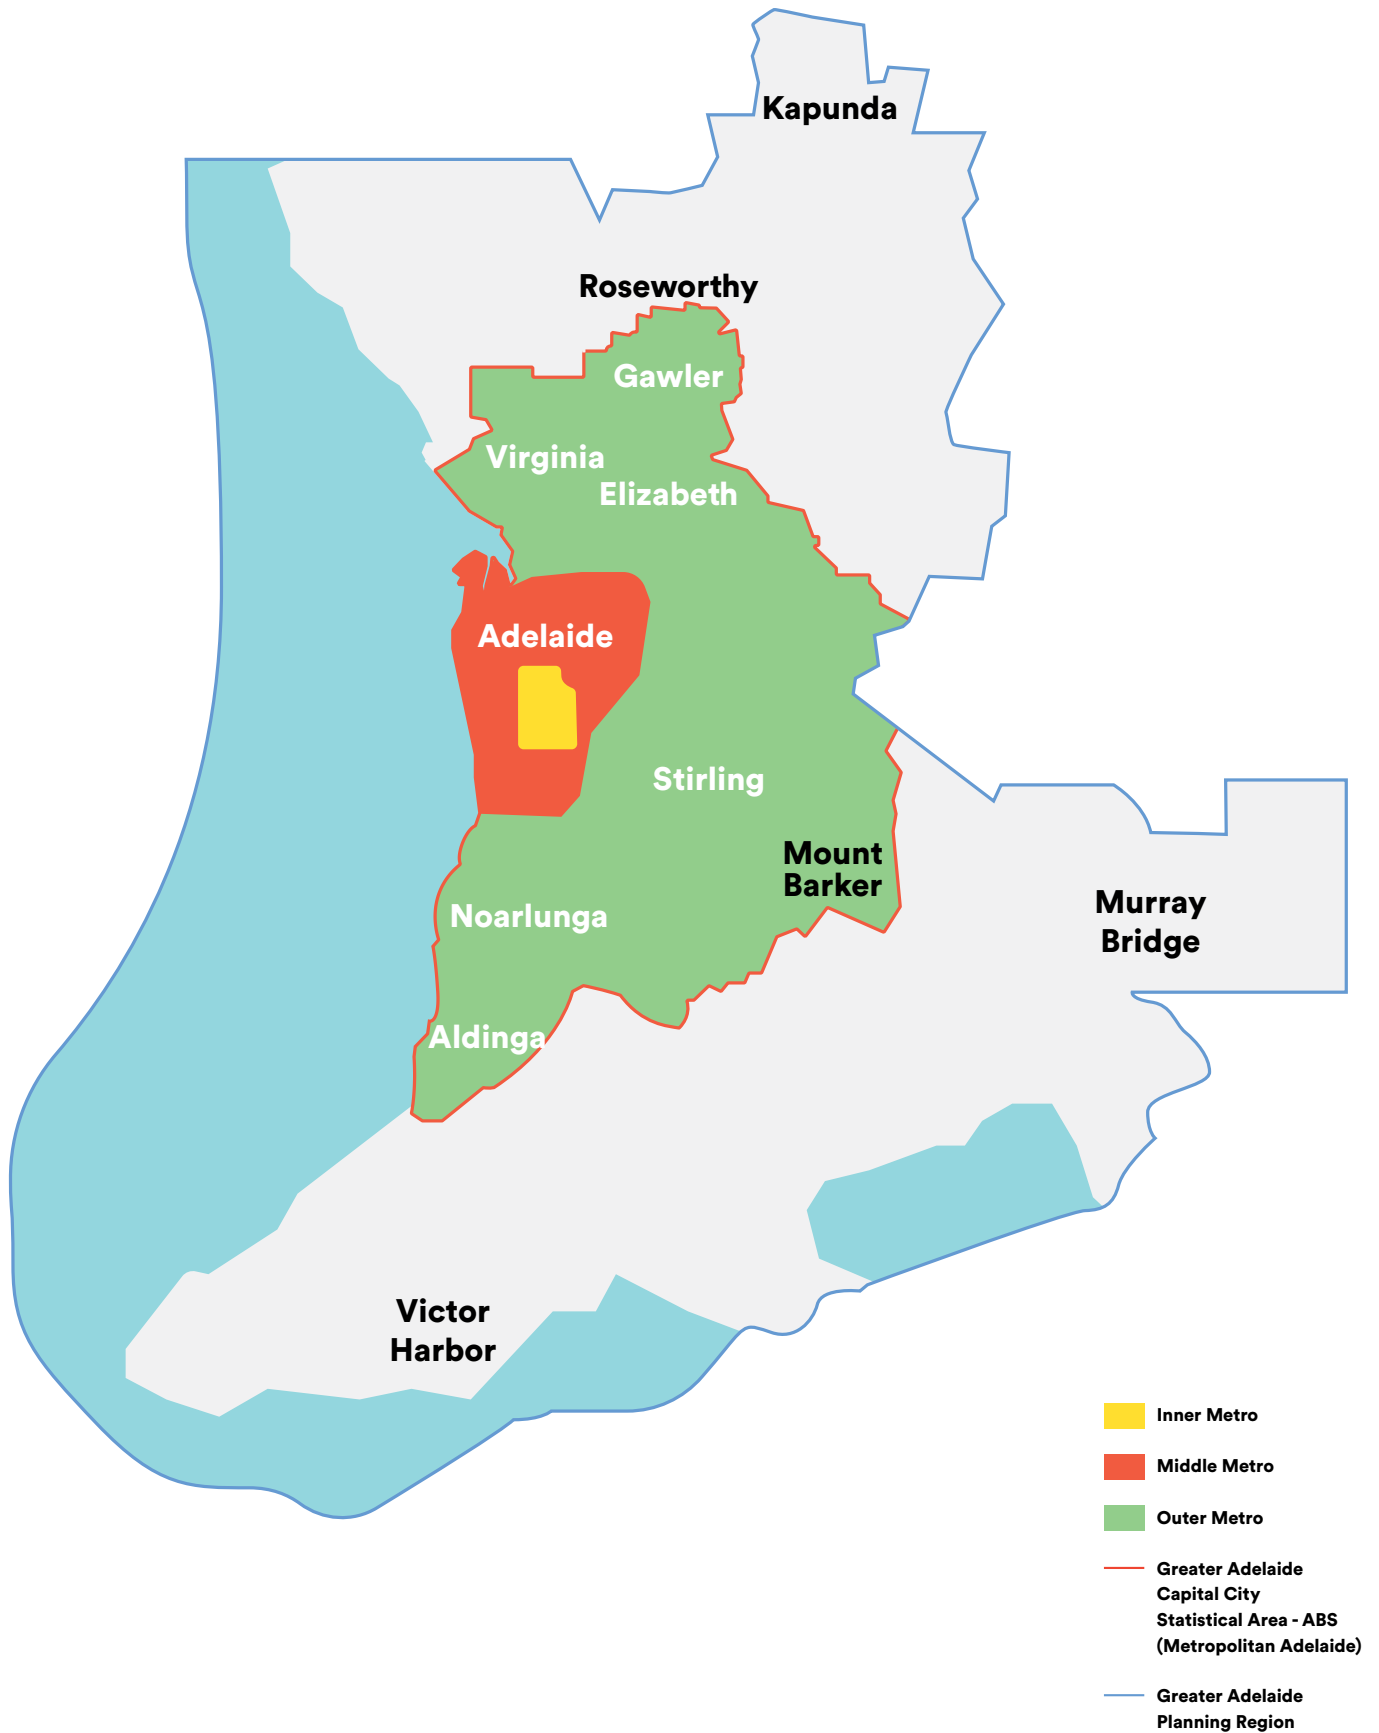 Kapunda
Roseworthy
Gawler
Virginia
Elizabeth
Adelaide
Stirling
Mount
Barker
Murray
Bridge
Noarlunga
Aldinga
Victor
Harbor
Inner Metro
Middle Metro
Outer Metro
Greater Adelaide
Capital City
Statistical Area - ABS
(Metropolitan Adelaide)
Greater Adelaide
Planning Region